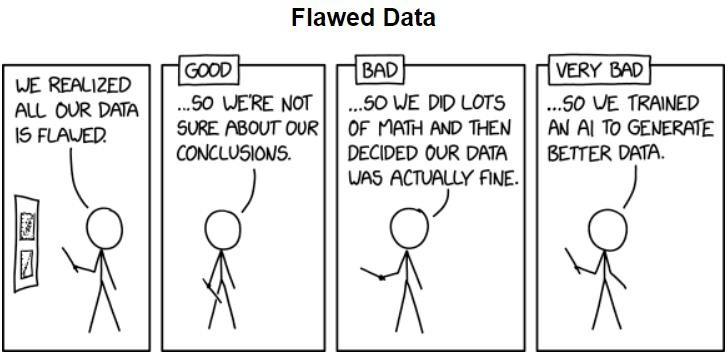 Flawed Data
WE REALIZED
ALL OUR DATA
IS FLAWED.
GOOD
...SO WE'RE NOT
SURE ABOUT OUR
CONCLUSIONS.
BAD
...SO WE DID LOTS
OF MATH AND THEN
DECIDED OUR DATA
WAS ACTUALLY FINE.
VERY BAD
...SO WE TRAINED
AN AI TO GENERATE
BETTER DATA.